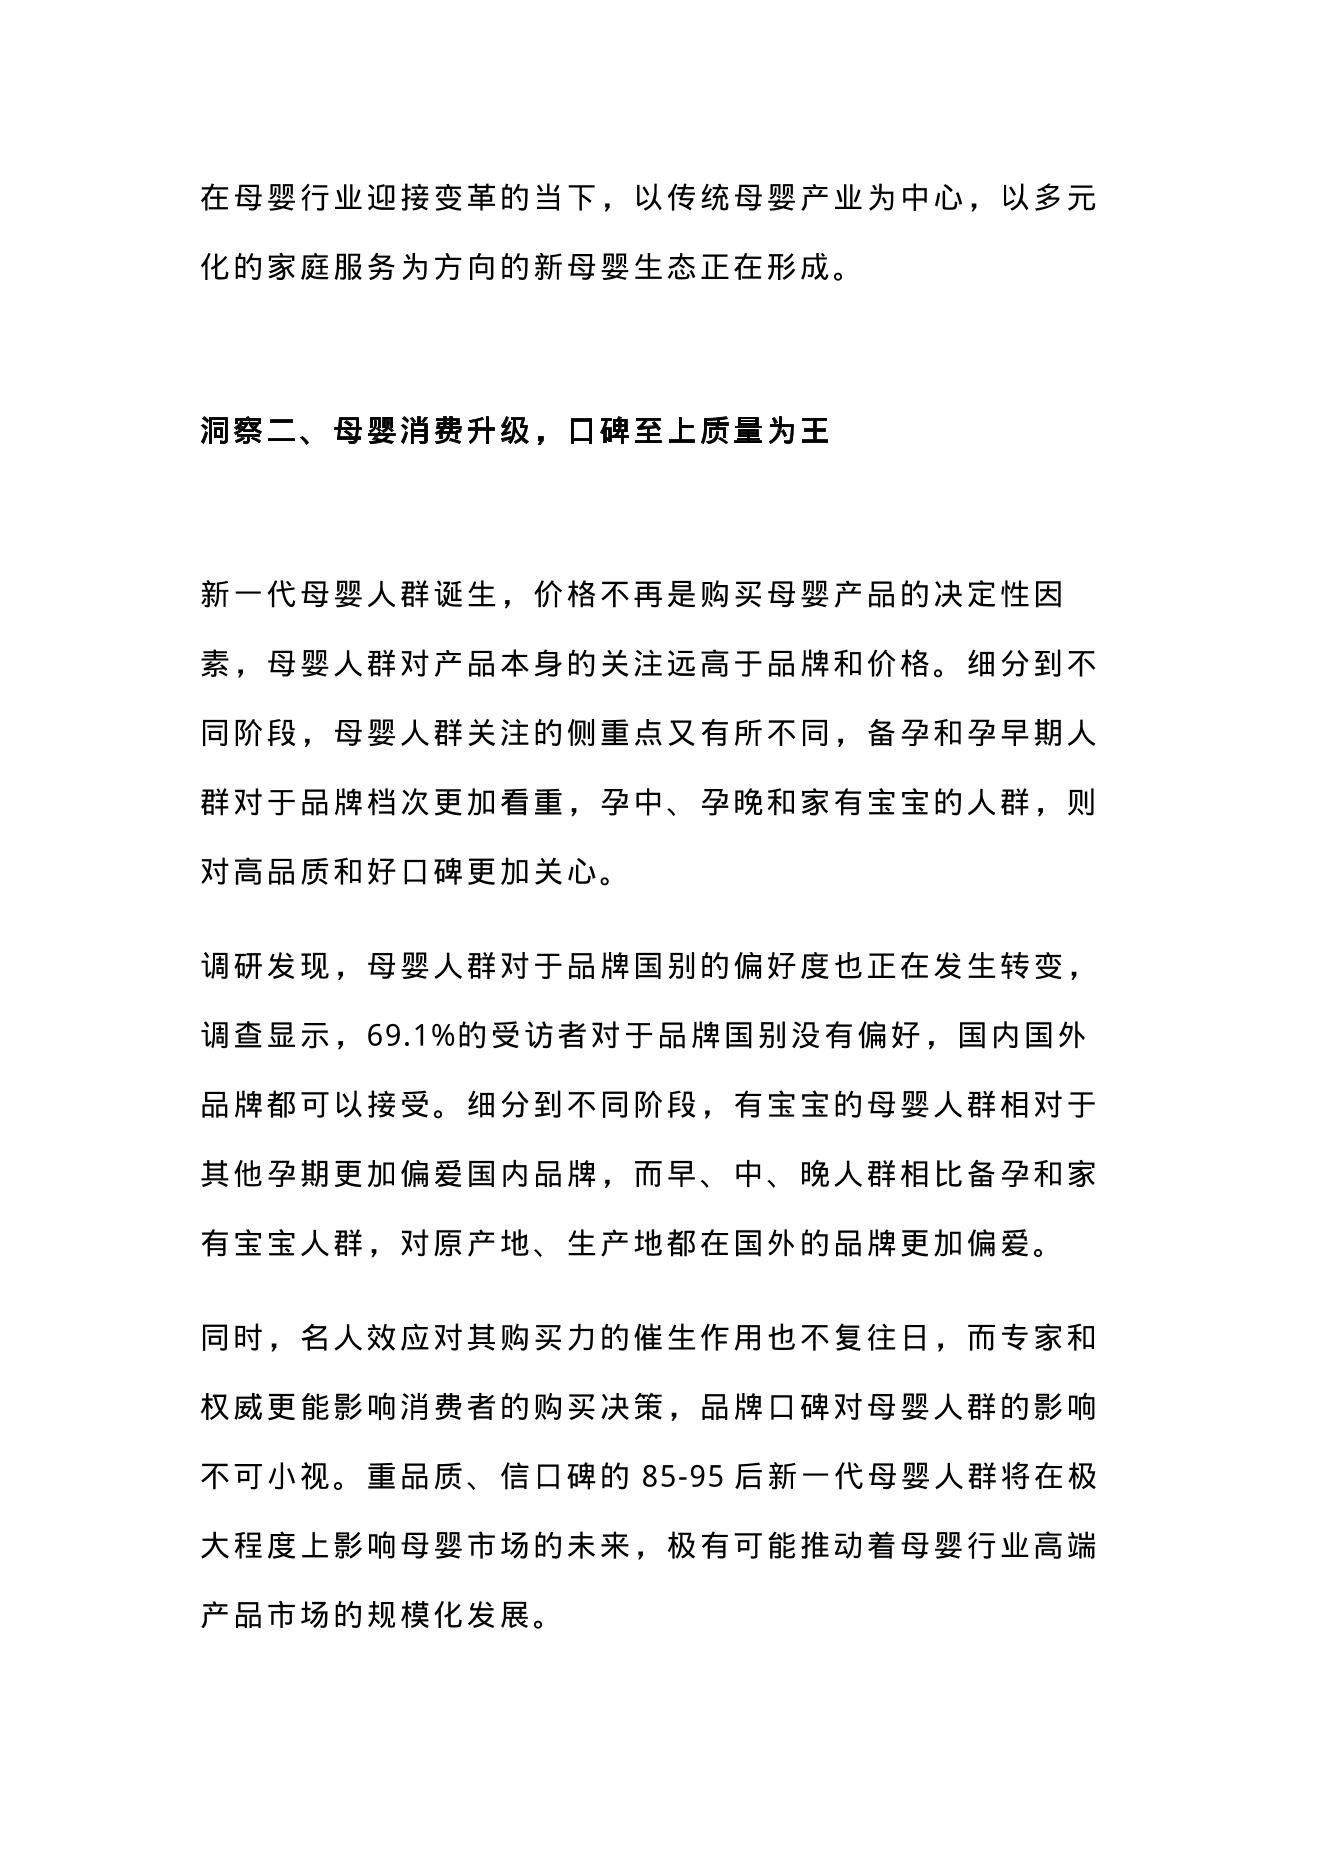 在母婴行业迎接变革的当下，以传统母婴产业为中心，以多元
化的家庭服务为方向的新母婴生态正在形成。
洞察二、母婴消费升级，口碑至上质量为王
新一代母婴人群诞生，价格不再是购买母婴产品的决定性因
素，母婴人群对产品本身的关注远高于品牌和价格。细分到不
同阶段，母婴人群关注的侧重点又有所不同，备孕和孕早期人
群对于品牌档次更加看重，孕中、孕晚和家有宝宝的人群，则
对高品质和好口碑更加关心。
调研发现，母婴人群对于品牌国别的偏好度也正在发生转变，
调查显示，69.1%的受访者对于品牌国别没有偏好，国内国外
品牌都可以接受。细分到不同阶段，有宝宝的母婴人群相对于
其他孕期更加偏爱国内品牌，而早、中、晚人群相比备孕和家
有宝宝人群，对原产地、生产地都在国外的品牌更加偏爱。
同时，名人效应对其购买力的催生作用也不复往日，而专家和
权威更能影响消费者的购买决策，品牌口碑对母婴人群的影响
不可小视。重品质、信口碑的 85-95 后新一代母婴人群将在极
大程度上影响母婴市场的未来，极有可能推动着母婴行业高端
产品市场的规模化发展。